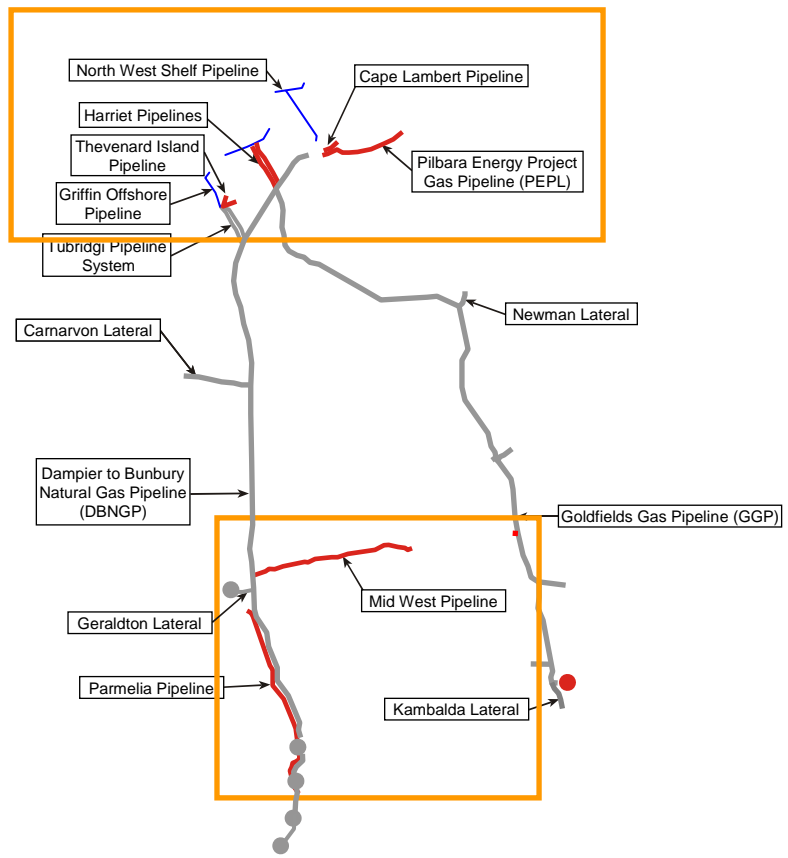 North West Shelf Pipeline
Cape Lambert Pipeline
Harriet Pipelines
Thevenard Island
Pipeline
Pilbara Energy Project
Gas Pipeline (PEPL)
Griffin Offshore
Pipeline
Tubridgi Pipeline
System
Newman Lateral
Carnarvon Lateral
Dampier to Bunbury
Natural Gas Pipeline
(DBNGP)
Goldfields Gas Pipeline (GGP)
Mid West Pipeline
Geraldton Lateral
Parmelia Pipeline
Kambalda Lateral